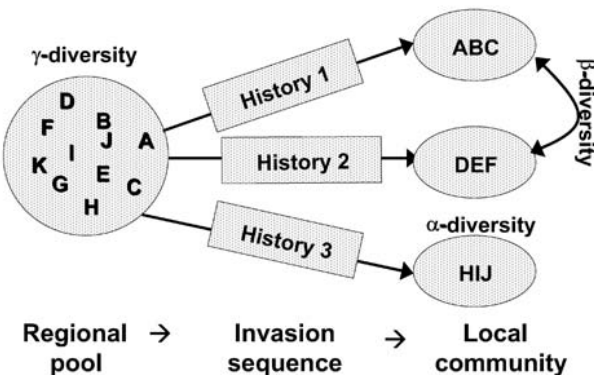 γ-diversity
D
F
B
J
A
I
K
G
E
C
H
History 1
History 2
History 3
ABC
DEF
β-diversity
α-diversity
HIJ
Regional pool → Invasion sequence → Local community